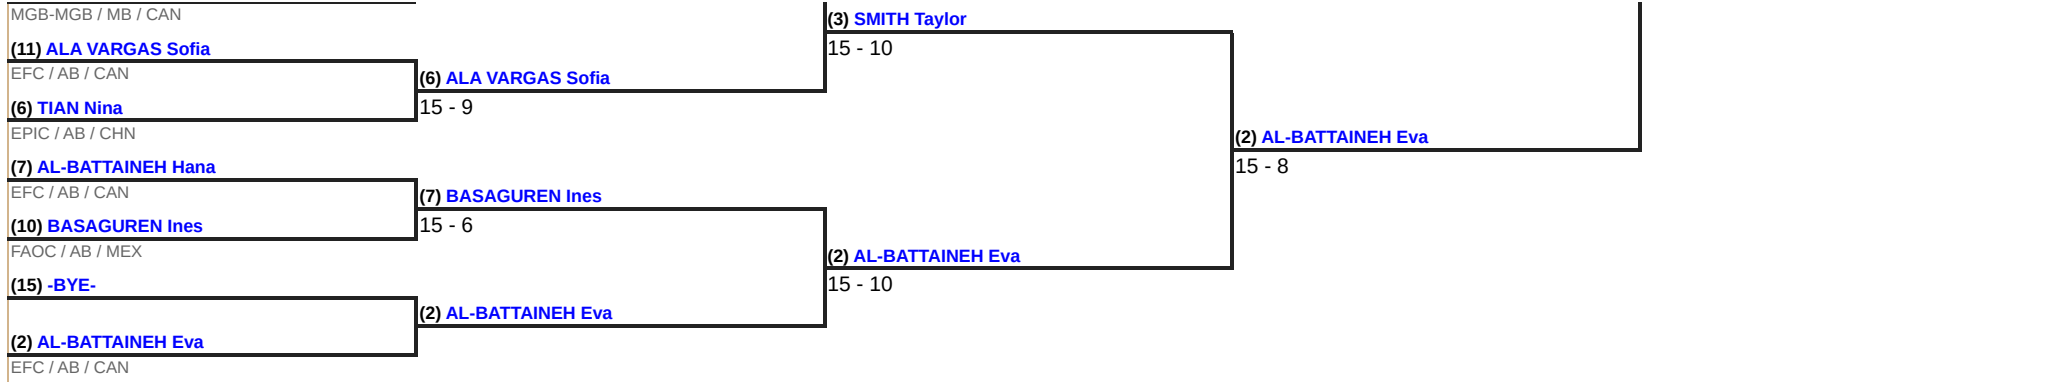 MGB-MGB / MB / CAN
(11) ALA VARGAS Sofia
EFC / AB / CAN
(6) TIAN Nina
EPIC / AB / CHN
(7) AL-BATTAINEH Hana
EFC / AB / CAN
(10) BASAGUREN Ines
FAOC / AB / MEX
(15) -BYE-
(2) AL-BATTAINEH Eva
EFC / AB / CAN
(6) ALA VARGAS Sofia
15 - 9
(7) BASAGUREN Ines
15 - 6
(2) AL-BATTAINEH Eva
(3) SMITH Taylor
15 - 10
(2) AL-BATTAINEH Eva
15 - 10
(2) AL-BATTAINEH Eva
15 - 8